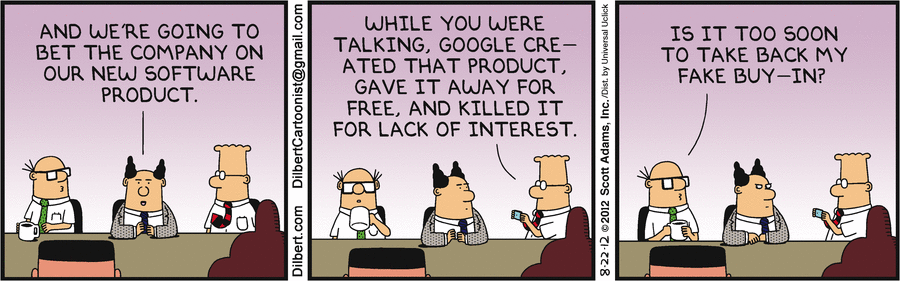 AND WE'RE GOING TO
BET THE COMPANY ON
OUR NEW SOFTWARE
PRODUCT.
Dilbert.com DilbertCartoonist@gmail.com
WHILE YOU WERE
TALKING, GOOGLE CRE–
ATED THAT PRODUCT,
GAVE IT AWAY FOR
FREE, AND KILLED IT
FOR LACK OF INTEREST.
8-22-12 ©2012 Scott Adams, Inc./Dist. by Universal Uclick
IS IT TOO SOON
TO TAKE BACK MY
FAKE BUY–IN?